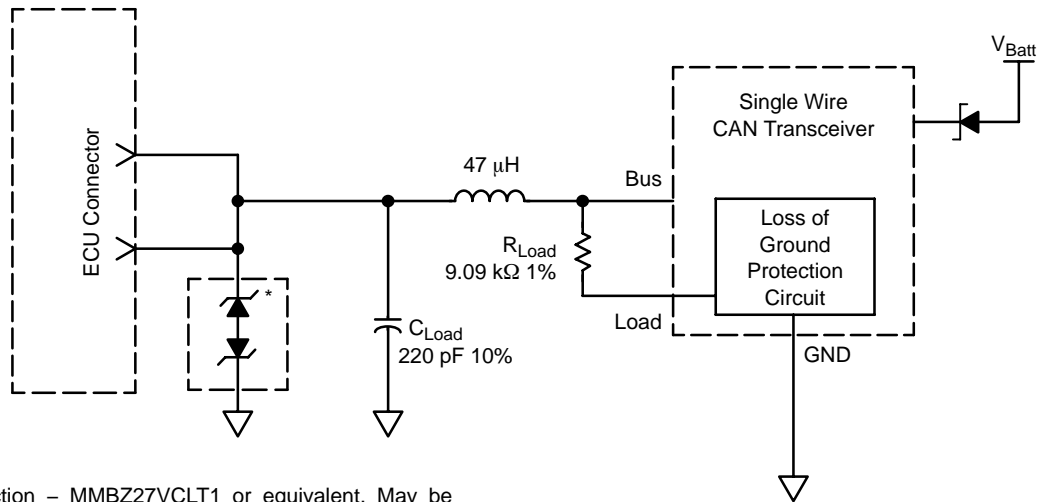 V_Batt
Single Wire
CAN Transceiver
ECU Connector
47 μH
Bus
R_Load
9.09 kΩ 1%
Loss of
Ground
Protection
Circuit
*
Load
C_Load
220 pF 10%
GND
– MMBZ27VCLT1 or equivalent. May be